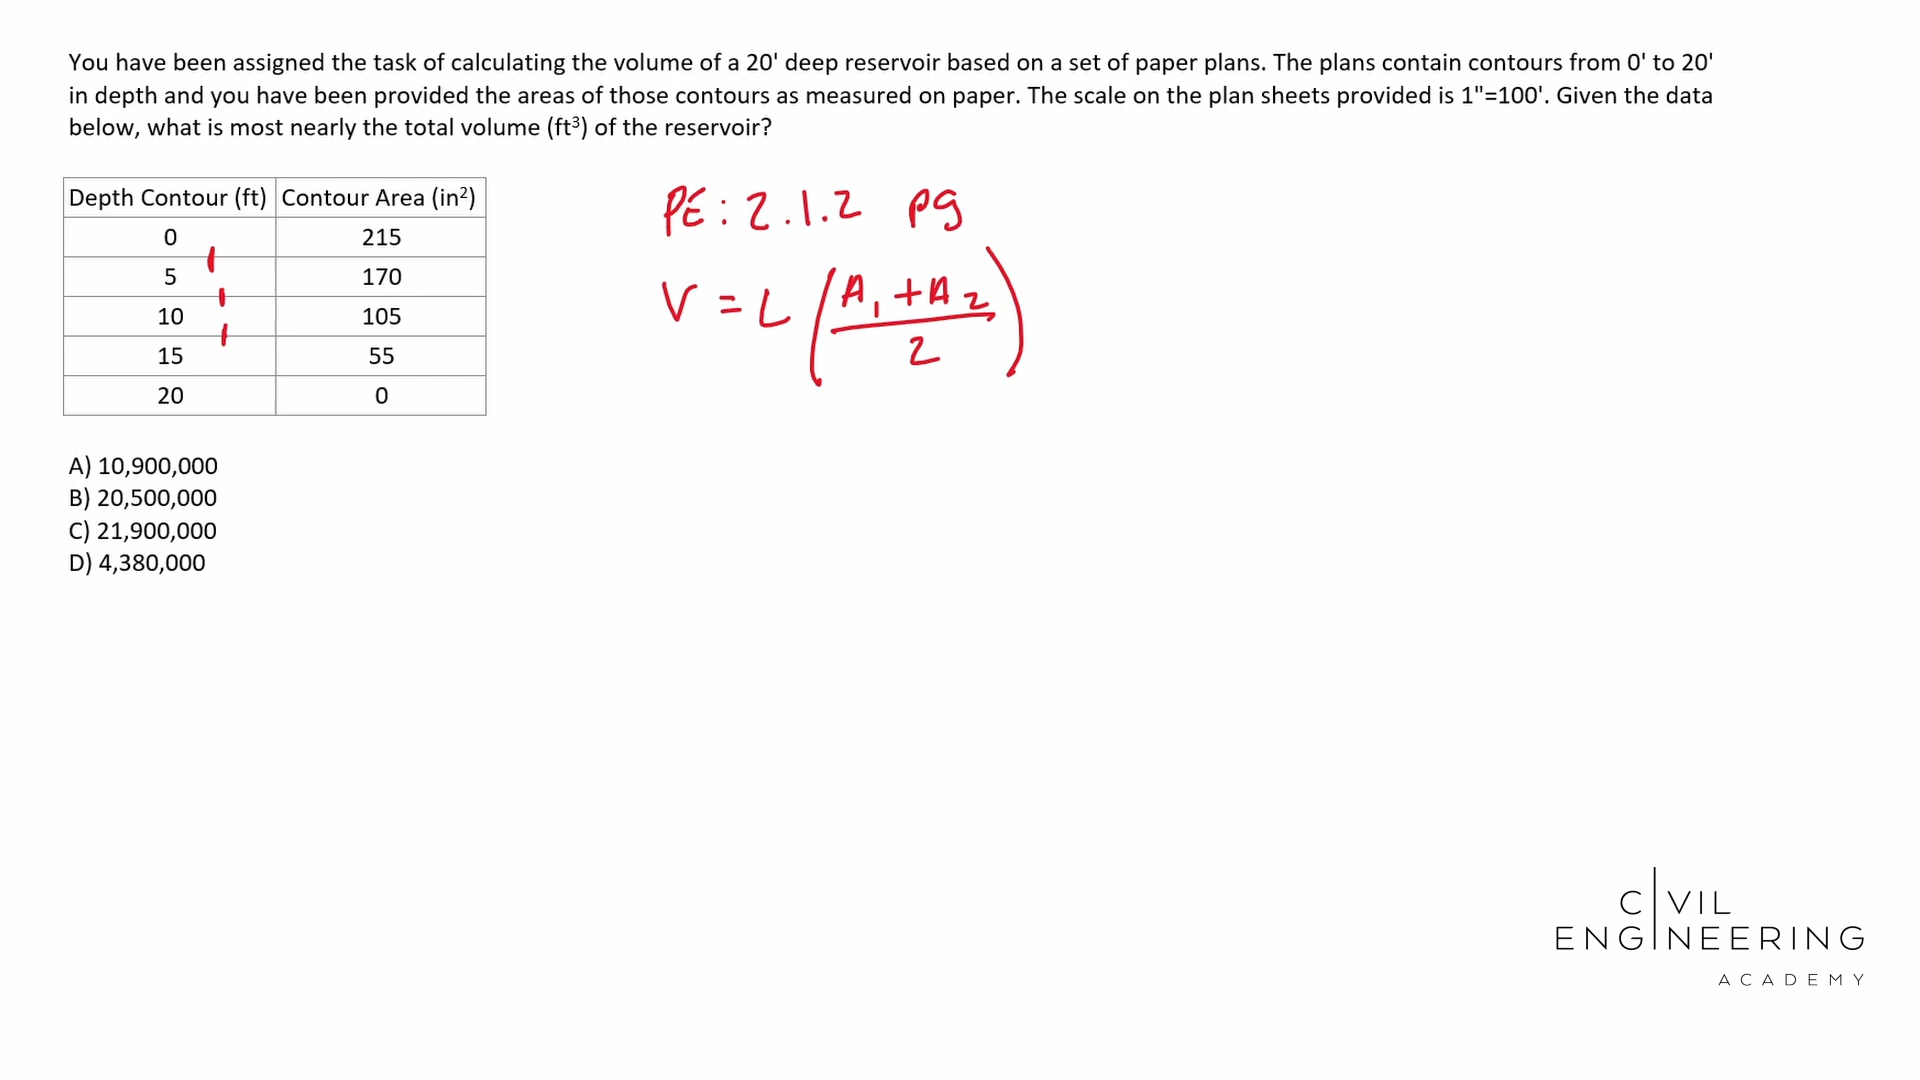 You have been assigned the task of calculating the volume of a 20' deep reservoir based on a set of paper plans. The plans contain contours from 0' to 20'
in depth and you have been provided the areas of those contours as measured on paper. The scale on the plan sheets provided is 1"=100'. Given the data
below, what is most nearly the total volume (ft³) of the reservoir?
Depth Contour (ft) Contour Area (in²)
0 215
5 170
10 105
15 55
20 0
PE: 2.1.2 pg
V = L ( (A₁ + A₂) / 2 )
A) 10,900,000
B) 20,500,000
C) 21,900,000
D) 4,380,000
CIVIL
ENGINEERING
ACADEMY